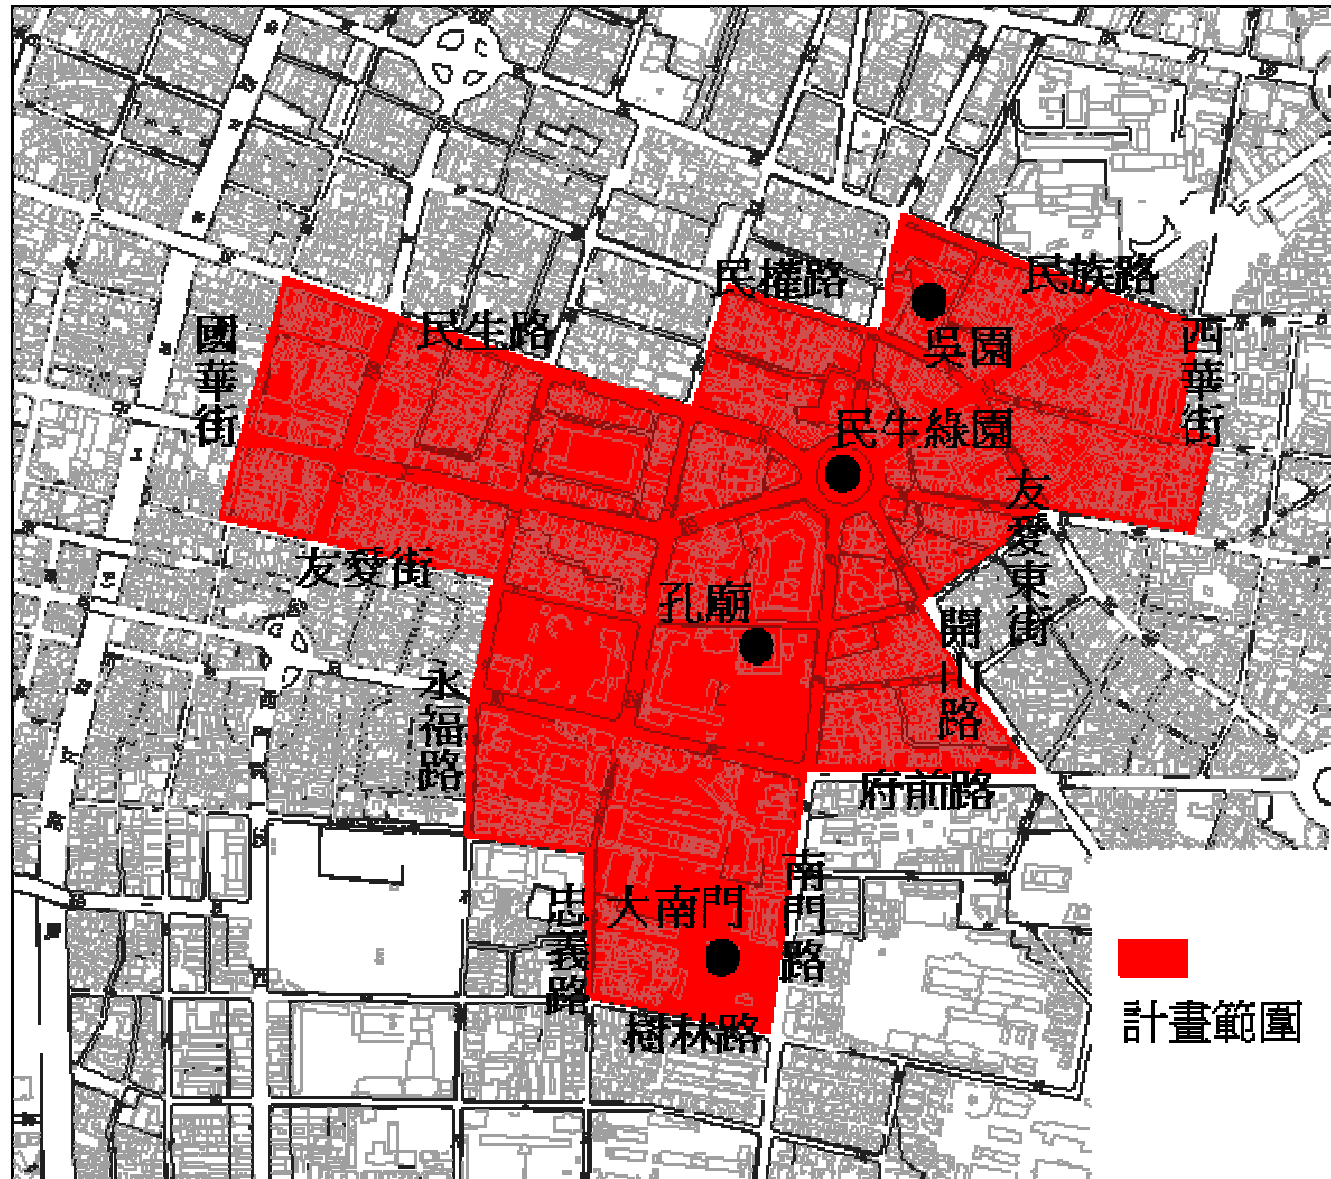 民權路
民族路
吳園
民生路
國華街
西華街
民生綠園
友愛東街
友愛街
孔廟
開山路
永福路
府前路
南門路
大南門
忠義路
樹林路
計畫範圍